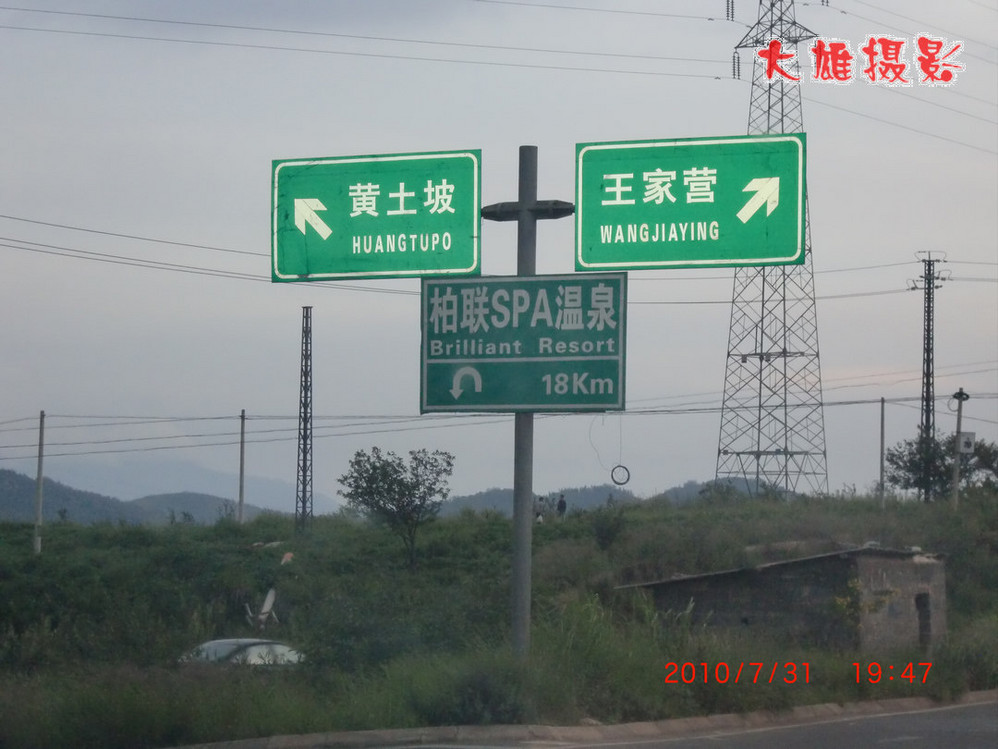 大雄摄影
黄土坡
HUANGTUPO
王家营
WANGJIAYING
柏联SPA温泉
Brilliant Resort
18Km
2010/7/31 19:47